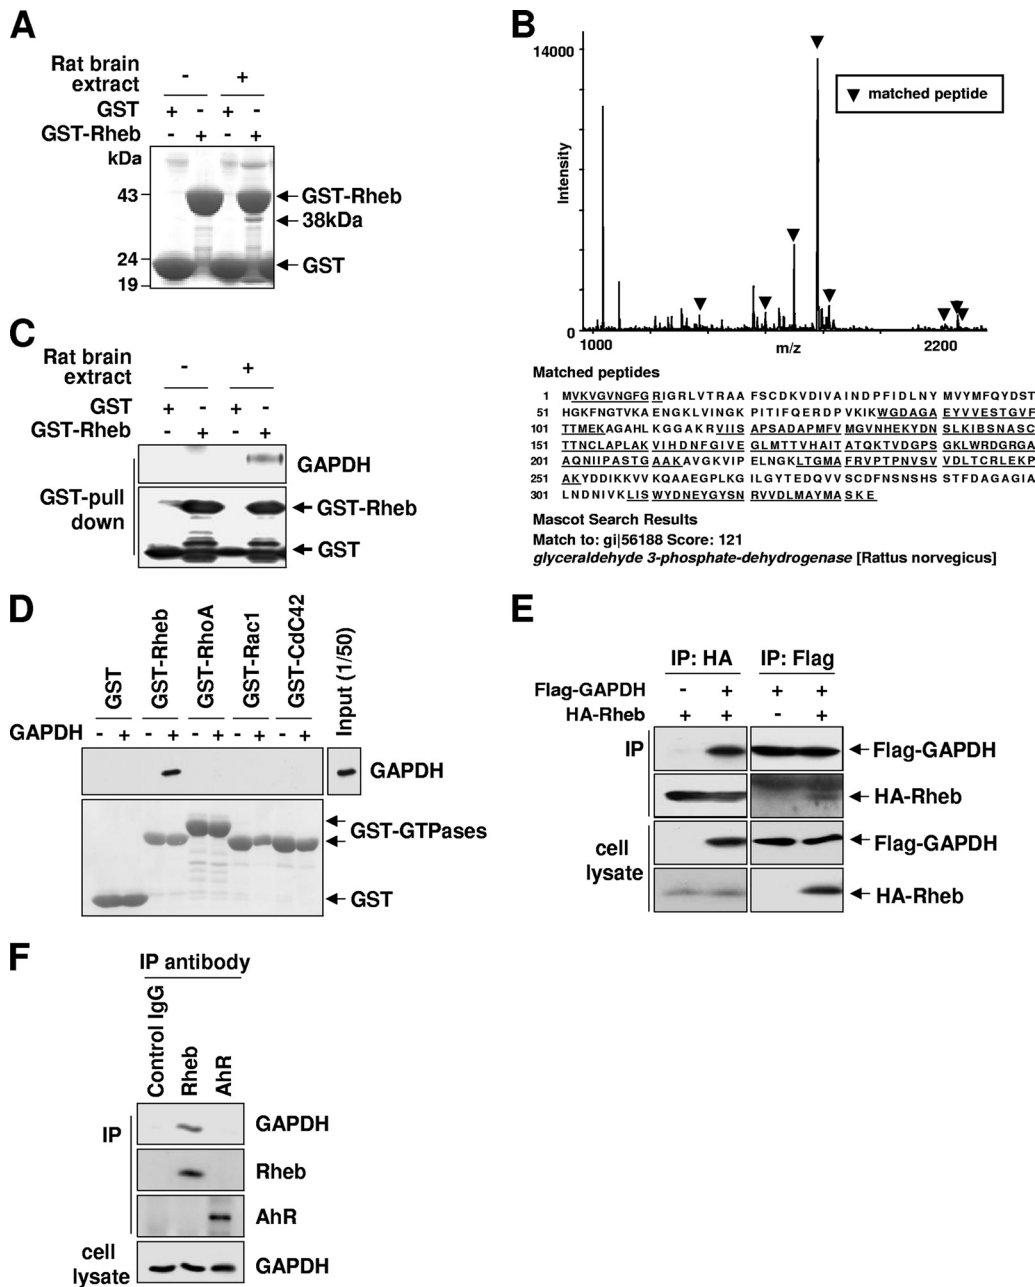 A
Rat brain extract - +
GST + - + -
GST-Rheb - + - +
kDa
43
GST-Rheb
38kDa
24
GST
19
B
14000
matched peptide
Intensity
0
1000 m/z 2200
Matched peptides
1 MVKVGVNGFG RIGRLVTRAA FSCDKVDIVA INDPFIDLNY MVYMFQYDST
51 HGKFNGTVKA ENGKLVINGK PITIFQERDP VKIKWGDAGA EYVVESTGVF
101 TTMEKAGAHL KGGAKRVIIS APSADAPMFV MGVNHEKYDN SLKIBSNASC
151 TTNCLAPLAK VIHDNFGIVE GLMTTVHAIT ATQKTVDGPS GKLWRDGRGA
201 AQNIIPASTG AAKAVGKVIP ELNGKLTGMA FRVPTPNVSV VDLTCRLEKP
251 AKYDDIKKVV KQAAEGPLKG ILGYTEDQVV SCDFNSNSHS STFDAGAGIA
301 LNDNIVKLIS WYDNEYGYSN RVVDLMAYMA SKE
Mascot Search Results
Match to: gi|56188 Score: 121
glyceraldehyde 3-phosphate-dehydrogenase [Rattus norvegicus]
C
Rat brain extract - +
GST + - + -
GST-Rheb - + - +
GAPDH
GST-pull down
GST-Rheb
GST
D
GST GST-Rheb GST-RhoA GST-Rac1 GST-CdC42 Input (1/50)
GAPDH - + - + - + - + - +
GAPDH
GST-GTPases
GST
E
IP: HA IP: Flag
Flag-GAPDH - + + +
HA-Rheb + + - +
IP
Flag-GAPDH
HA-Rheb
cell lysate
Flag-GAPDH
HA-Rheb
F
IP antibody
Control IgG Rheb AhR
IP
GAPDH
Rheb
AhR
cell lysate
GAPDH